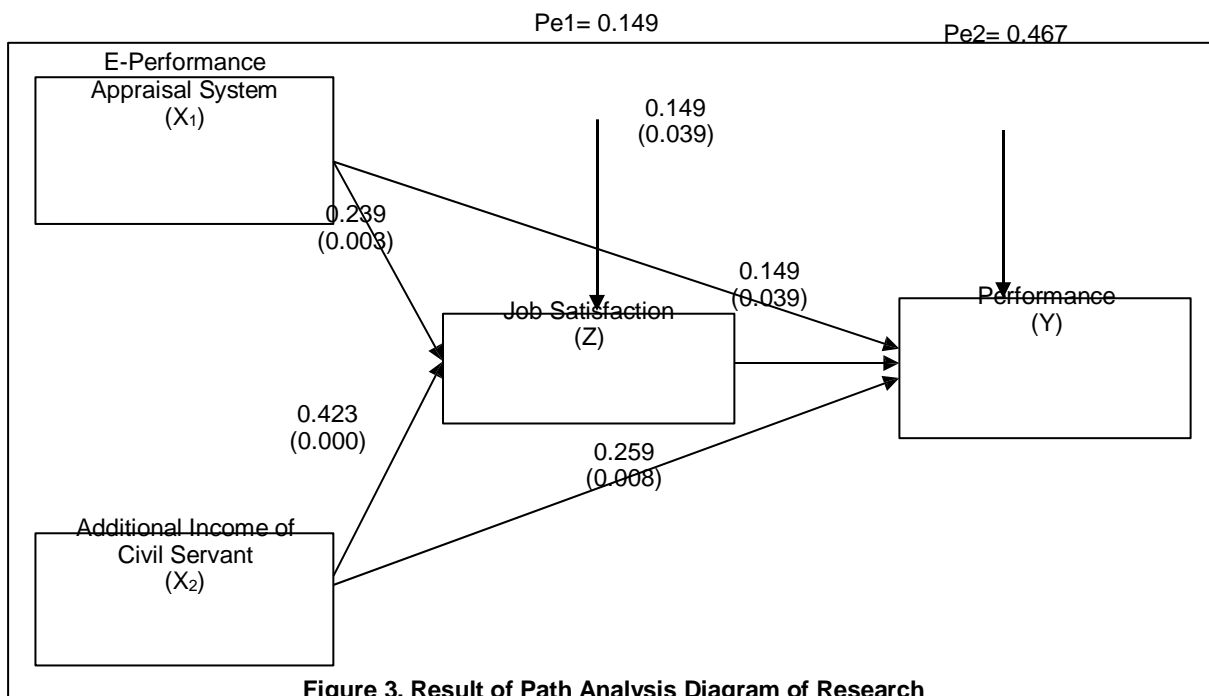 Pe1= 0.149
Pe2= 0.467
E-Performance
Appraisal System
(X₁)
0.149
(0.039)
0.239
(0.003)
0.149
(0.039)
Job Satisfaction
(Z)
Performance
(Y)
0.423
(0.000)
0.259
(0.008)
Additional Income of
Civil Servant
(X₂)
Figure 3. Result of Path Analysis Diagram of Research